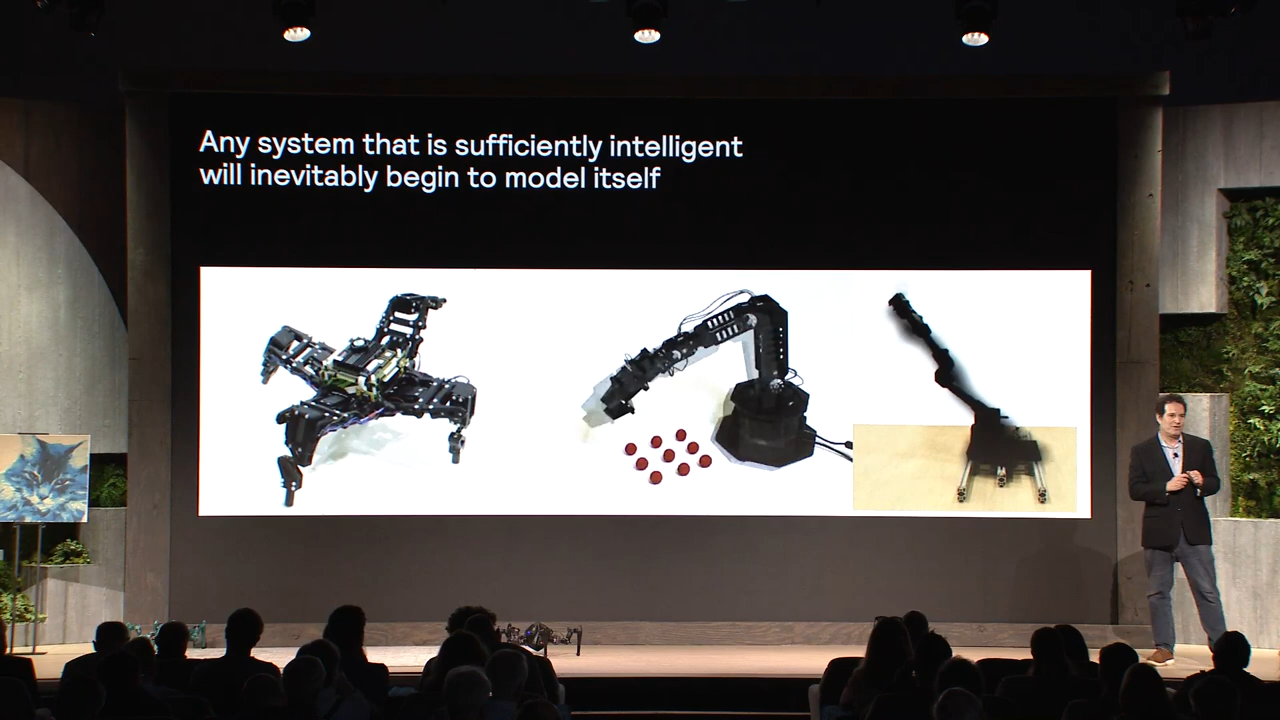 Any system that is sufficiently intelligent
will inevitably begin to model itself